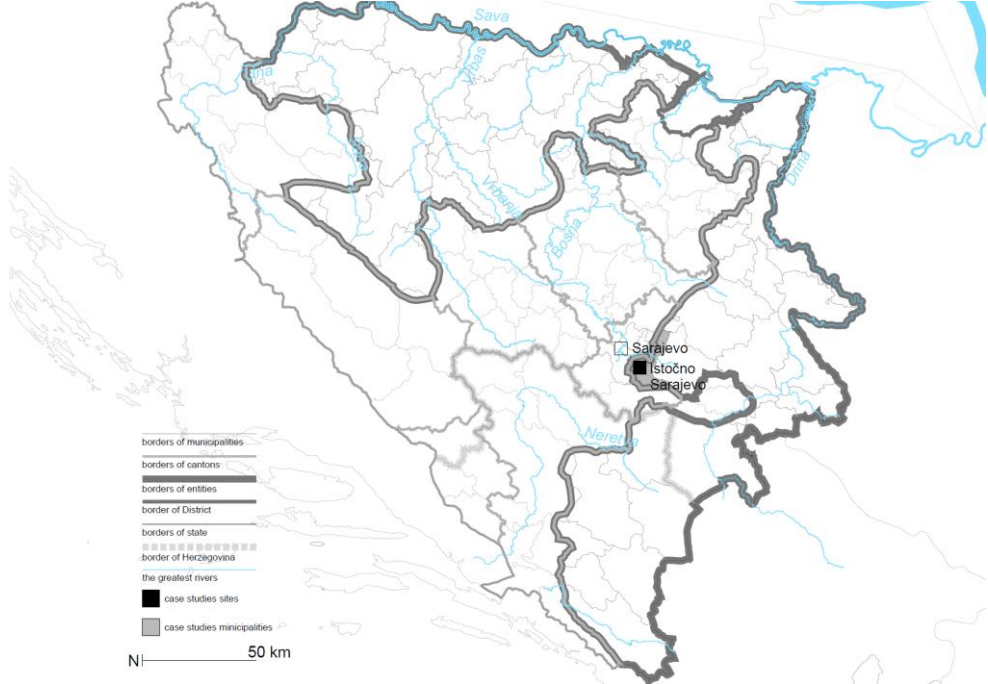 Sava
Vrbas
Una
Drina
Vrbanja
Bosna
Sarajevo
Istočno
Sarajevo
Neretva
borders of municipalities
borders of cantons
borders of entities
border of District
borders of state
border of Herzegovina
the greatest rivers
case studies sites
case studies minicipalities
N
50 km